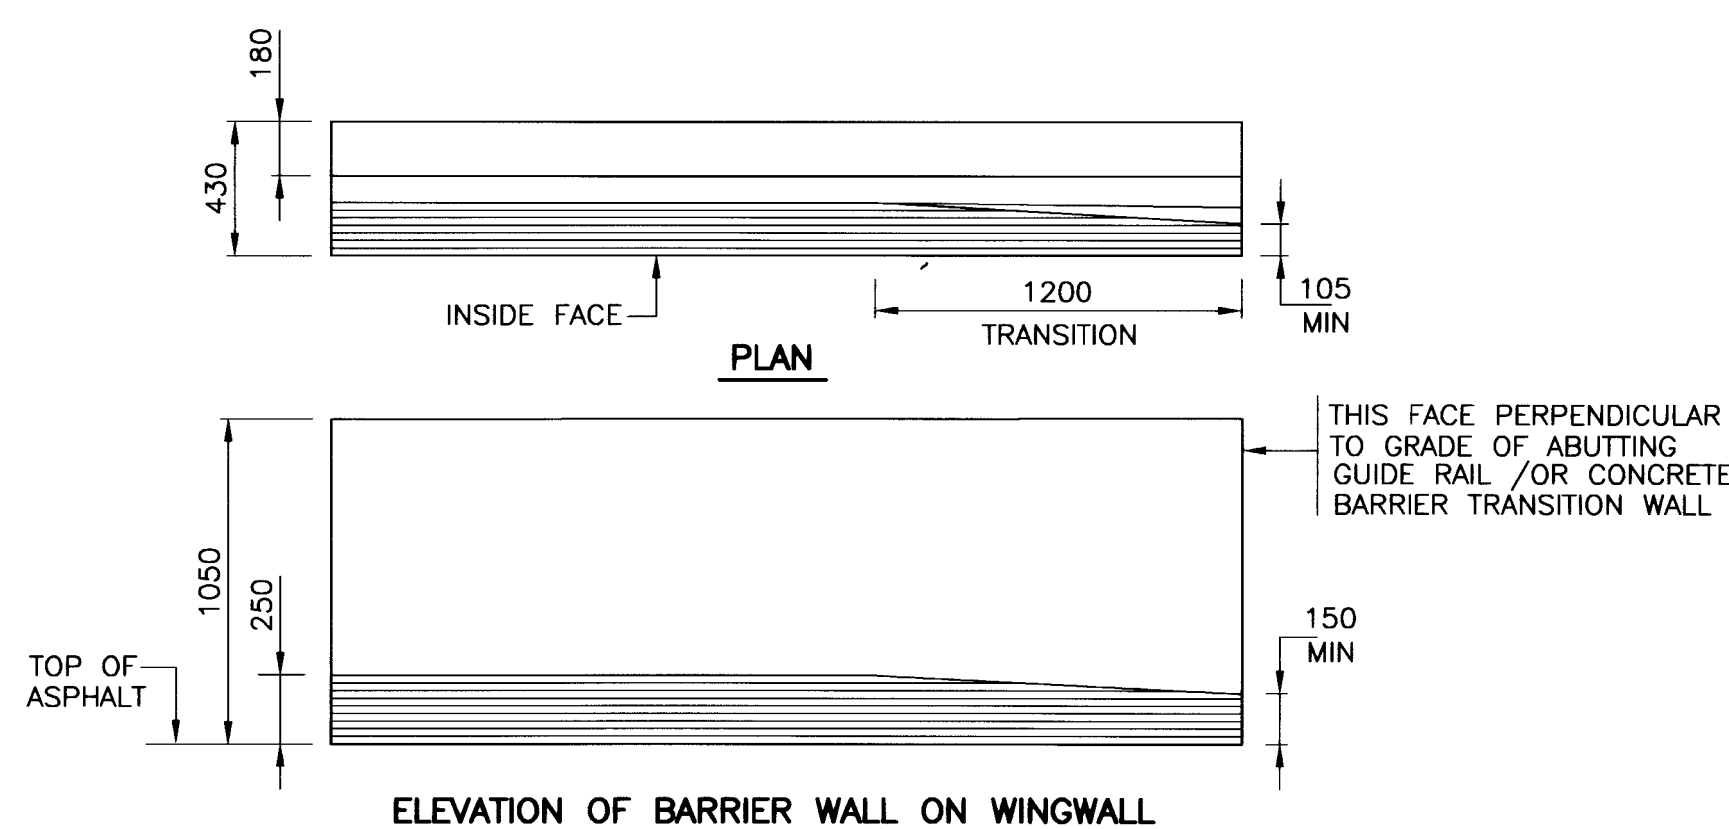 180
430
INSIDE FACE
1200
TRANSITION
105
MIN
PLAN
THIS FACE PERPENDICULAR
TO GRADE OF ABUTTING
GUIDE RAIL /OR CONCRETE
BARRIER TRANSITION WALL
1050
250
150
MIN
TOP OF
ASPHALT
ELEVATION OF BARRIER WALL ON WINGWALL